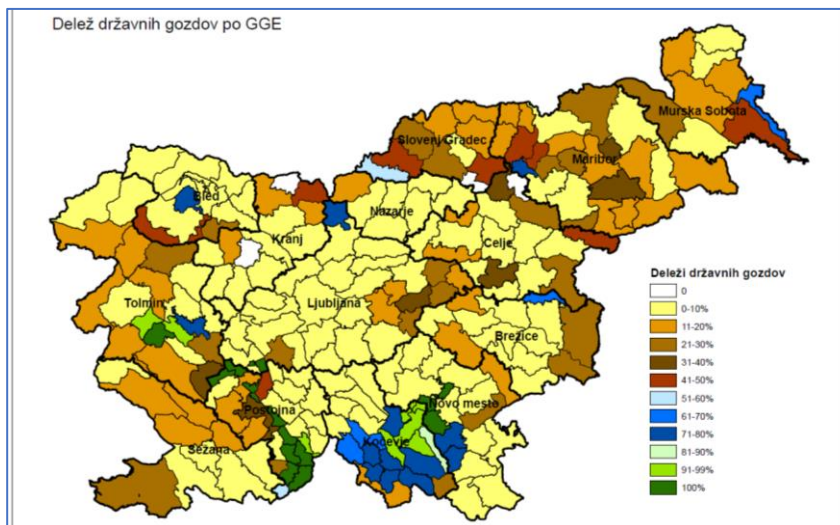 Delež državnih gozdov po GGE
Murska Sobota
Slovenj Gradec
Maribor
Bled
Nazarje
Kranj
Celje
Tolmin
Ljubljana
Brežice
Novo mesto
Postojna
Kočevje
Sežana
Deleži državnih gozdov
0
0-10%
11-20%
21-30%
31-40%
41-50%
51-60%
61-70%
71-80%
81-90%
91-99%
100%